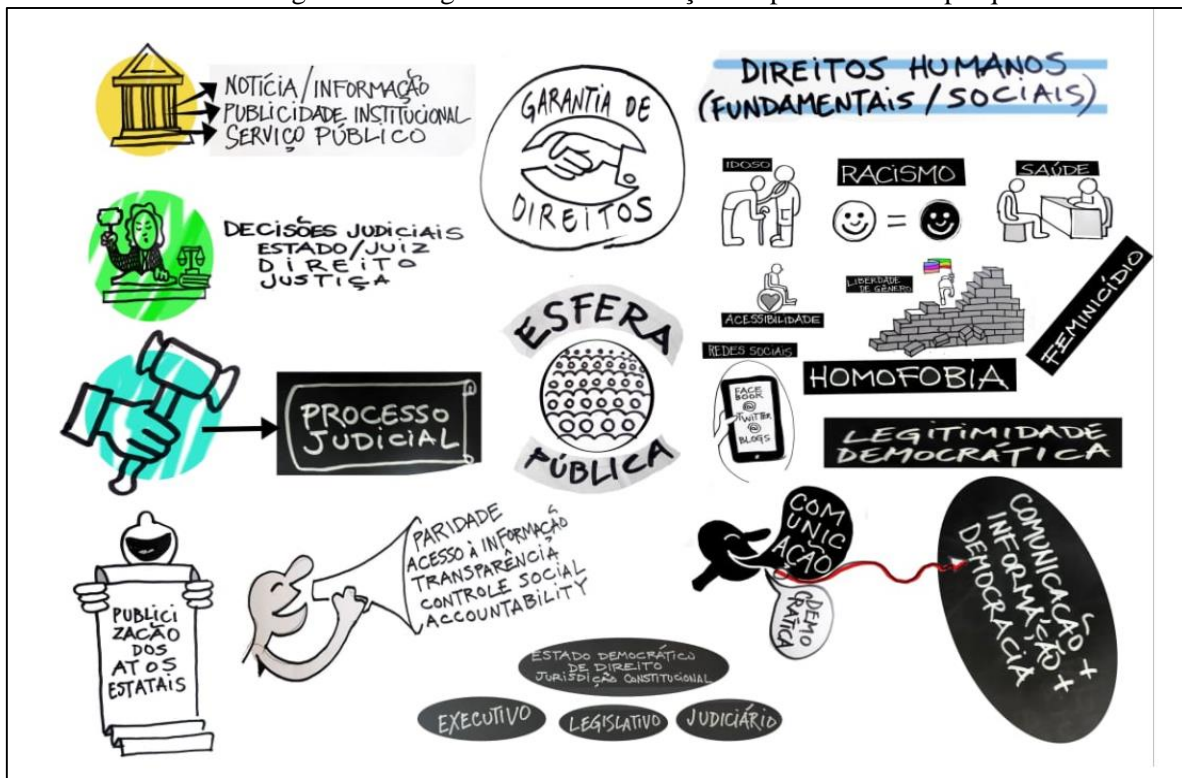 NOTÍCIA/INFORMAÇÃO
PUBLICIDADE INSTITUCIONAL
SERVIÇO PÚBLICO
GARANTIA DE
DIREITOS
DIREITOS HUMANOS
(FUNDAMENTAIS/SOCIAIS)
IDOSO
RACISMO
SAÚDE
DECISÕES JUDICIAIS
ESTADO/JUIZ
DIREITO
JUSTIÇA
ACESSIBILIDADE
LIBERDADE
DE GÊNERO
FEMINICÍDIO
ESFERA
PÚBLICA
REDES SOCIAIS
FACE
BOOK
TWITTER
BLOGS
HOMOFOBIA
PROCESSO
JUDICIAL
LEGITIMIDADE
DEMOCRÁTICA
PUBLICI
ZAÇÃO
DOS
ATOS
ESTATAIS
PARIDADE
ACESSO À INFORMAÇÃO
TRANSPARÊNCIA
CONTROLE SOCIAL
ACCOUNTABILITY
COM
UNIC
AÇÃO
DEMO
CRÁTICA
COMUNICAÇÃO +
INFORMAÇÃO +
DEMOCRACIA
ESTADO DEMOCRÁTICO
DE DIREITO
JURISDIÇÃO CONSTITUCIONAL
EXECUTIVO
LEGISLATIVO
JUDICIÁRIO